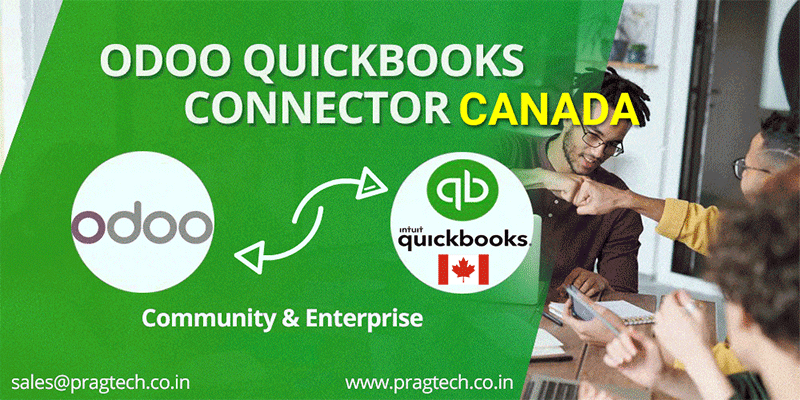 ODOO QUICKBOOKS
CONNECTOR CANADA
odoo
qb
intuit
quickbooks.
Community & Enterprise
sales@pragtech.co.in
www.pragtech.co.in